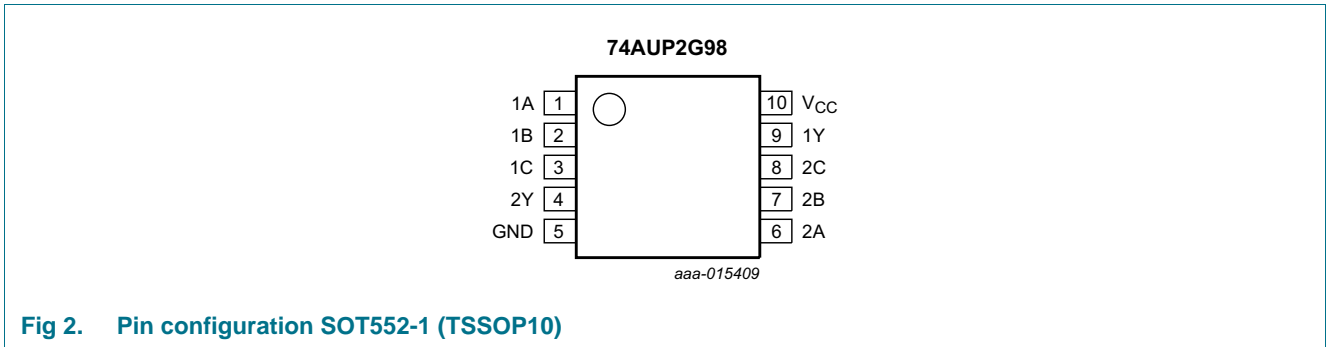 74AUP2G98
1A 1 10 VCC
1B 2 9 1Y
1C 3 8 2C
2Y 4 7 2B
GND 5 6 2A
aaa-015409
Fig 2. Pin configuration SOT552-1 (TSSOP10)